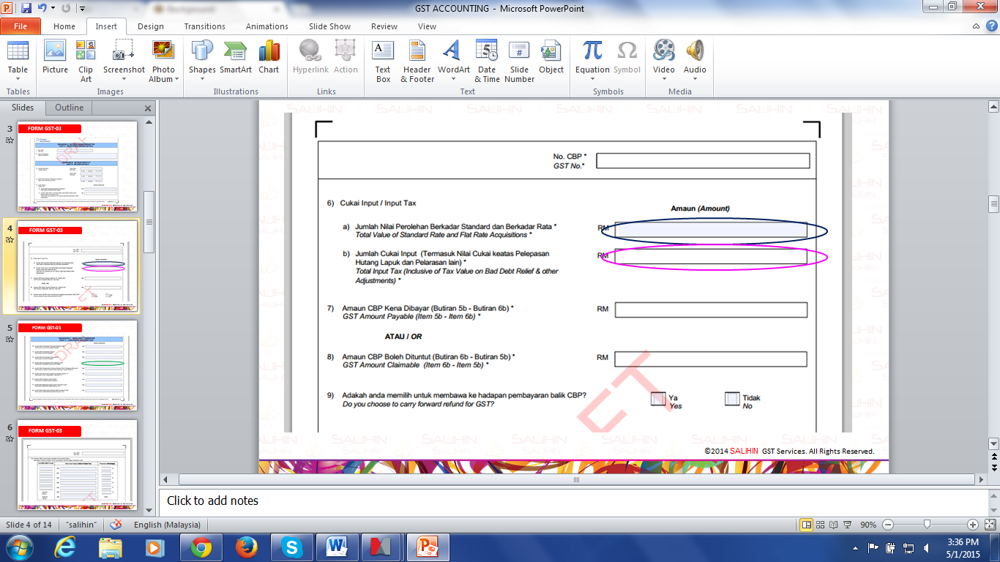 Background
GST ACCOUNTING - Microsoft PowerPoint
File Home Insert Design Transitions Animations Slide Show Review View
Table Picture Clip Art Screenshot Photo Album Shapes SmartArt Chart Hyperlink Action Text Box Header & Footer WordArt Date & Time Slide Number Object Equation Symbol Video Audio
Tables Images Illustrations Links Text Symbols Media
Slides Outline
3
FORM GST-03
4
FORM GST-03
5
FORM GST-03
6
FORM GST-03
SALIHIN
No. CBP *
GST No.*
6) Cukai Input / Input Tax
Amaun (Amount)
a) Jumlah Nilai Perolehan Berkadar Standard dan Berkadar Rata * RM
Total Value of Standard Rate and Flat Rate Acquisitions *
b) Jumlah Cukai Input (Termasuk Nilai Cukai keatas Pelepasan RM
Hutang Lapuk dan Pelarasan lain) *
Total Input Tax (Inclusive of Tax Value on Bad Debt Relief & other
Adjustments) *
7) Amaun CBP Kena Dibayar (Butiran 5b - Butiran 6b) * RM
GST Amount Payable (Item 5b - Item 6b) *
ATAU / OR
8) Amaun CBP Boleh Dituntut (Butiran 6b - Butiran 5b) * RM
GST Amount Claimable (Item 6b - Item 5b) *
9) Adakah anda memilih untuk membawa ke hadapan pembayaran balik CBP? Ya Tidak
Do you choose to carry forward refund for GST? Yes No
©2014 SALIHIN GST Services. All Rights Reserved.
Click to add notes
Slide 4 of 14 "salihin" English (Malaysia) 90%
3:36 PM
5/1/2015